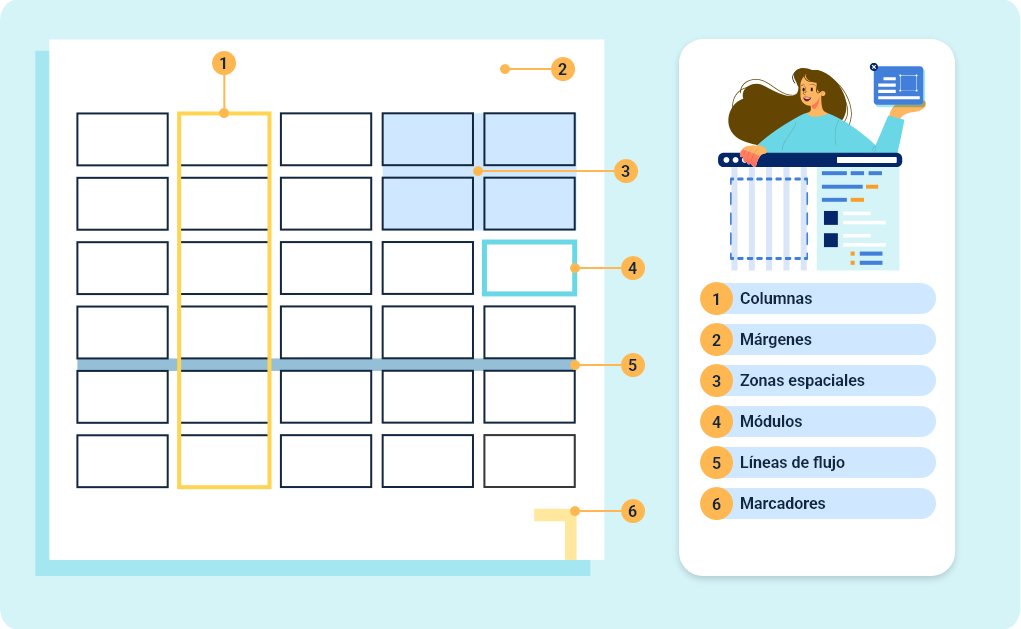 1
2
3
4
5
6
1 Columnas
2 Márgenes
3 Zonas espaciales
4 Módulos
5 Líneas de flujo
6 Marcadores